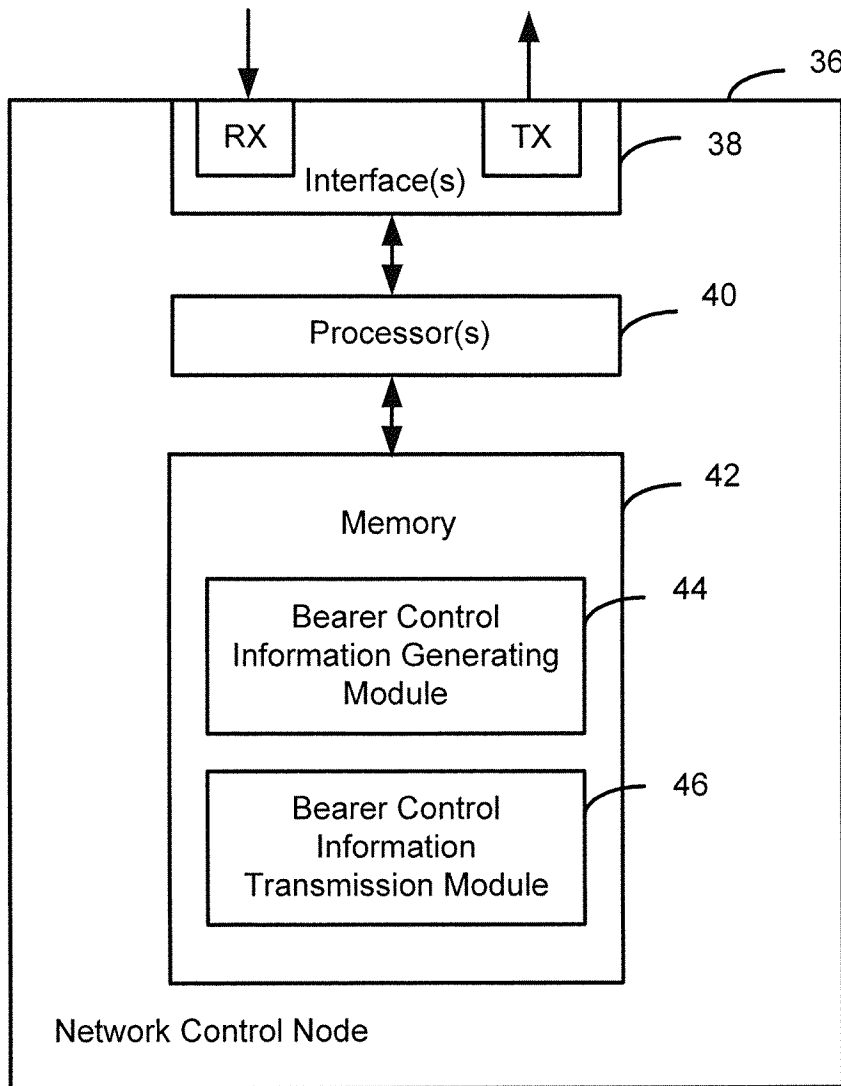 36
RX
TX
38
Interface(s)
40
Processor(s)
42
Memory
44
Bearer Control
Information Generating
Module
46
Bearer Control
Information
Transmission Module
Network Control Node